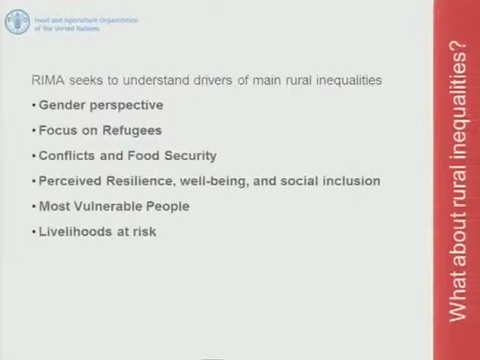 Food and Agriculture Organization
of the United Nations
RIMA seeks to understand drivers of main rural inequalities
• Gender perspective
• Focus on Refugees
• Conflicts and Food Security
• Perceived Resilience, well-being, and social inclusion
• Most Vulnerable People
• Livelihoods at risk
What about rural inequalities?